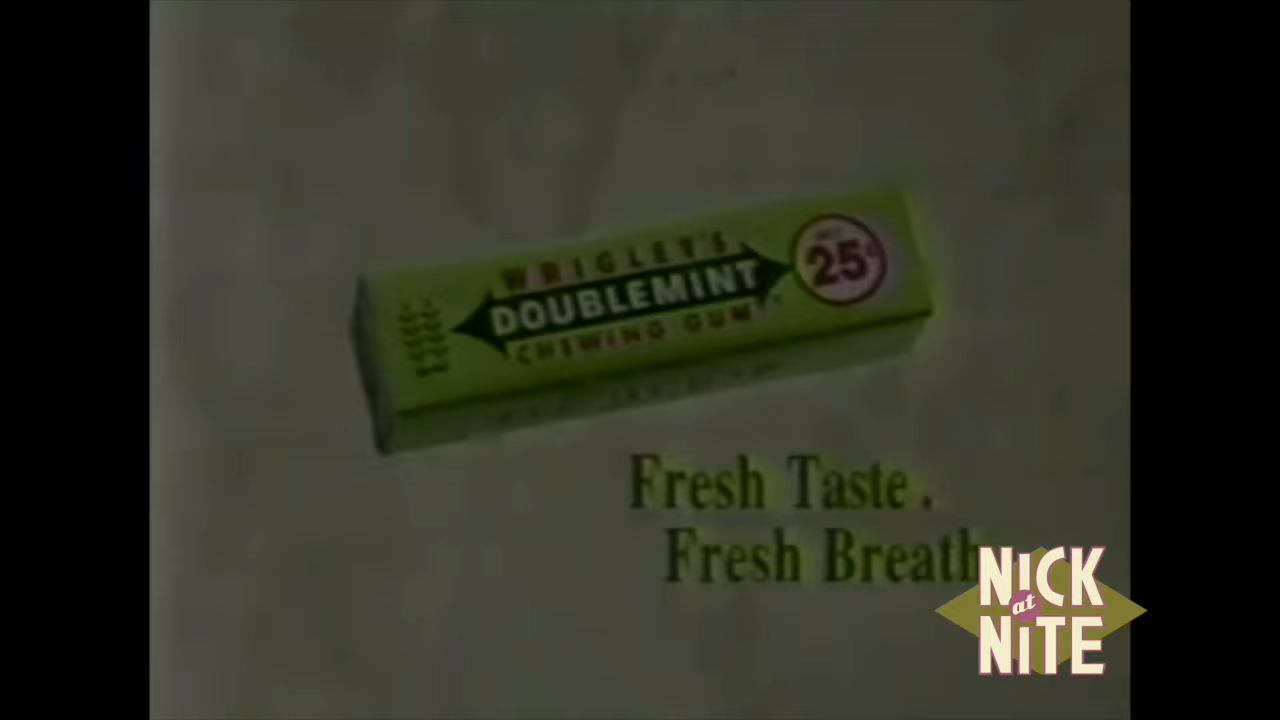 WRIGLEY'S
DOUBLEMINT
CHEWING GUM
25¢
Fresh Taste.
Fresh Breath
NICK
at
NITE